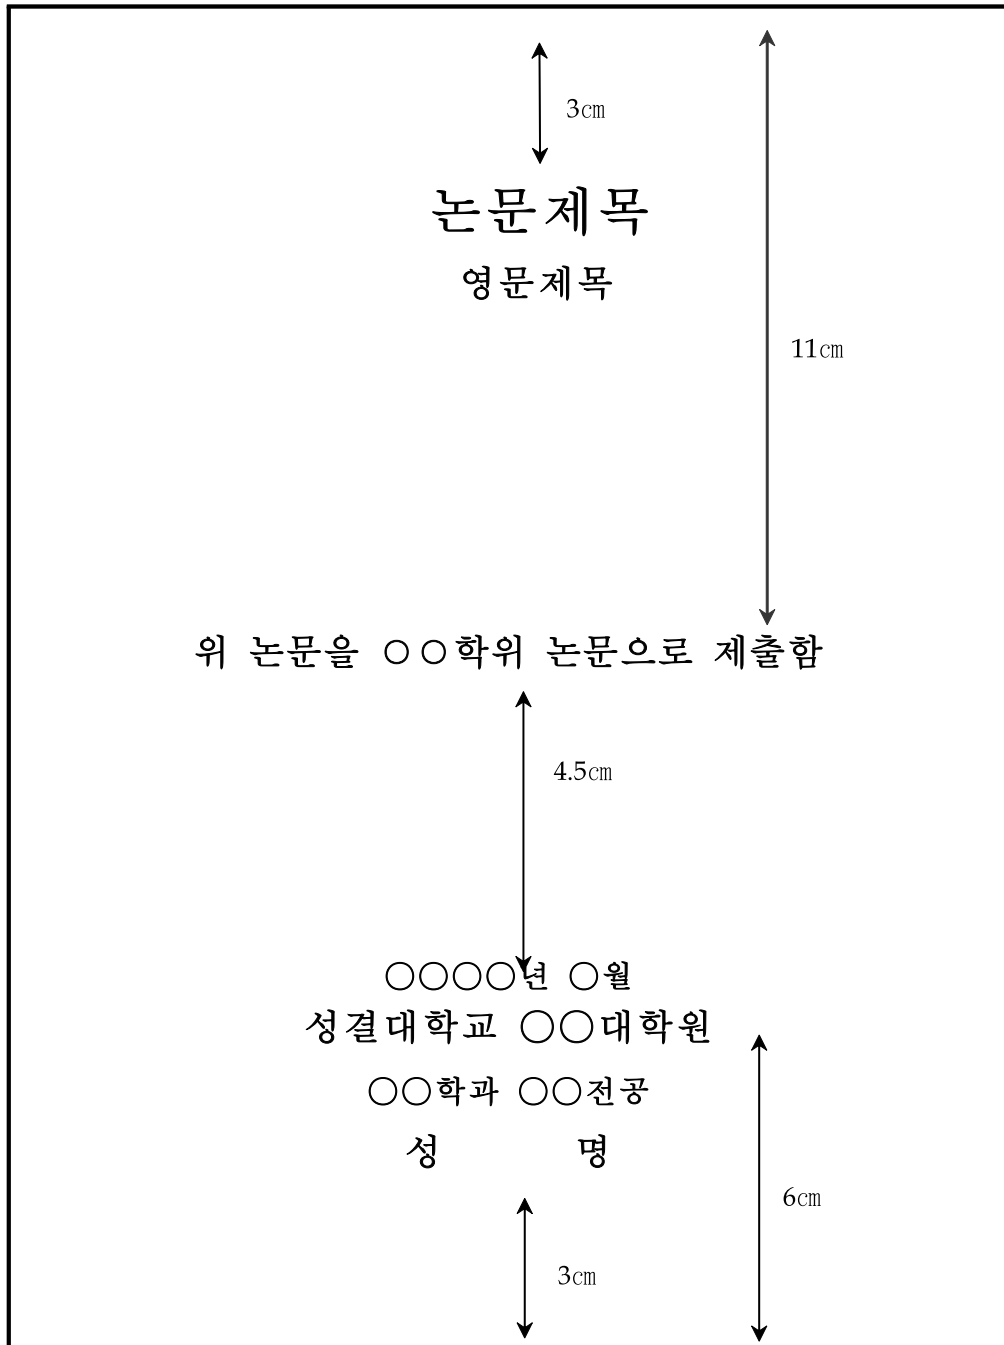 3㎝
논문제목
영문제목
11㎝
위 논문을 ○○학위 논문으로 제출함
4.5㎝
○○○○년 ○월
성결대학교 ○○대학원
○○학과 ○○전공
성 명
6㎝
3㎝